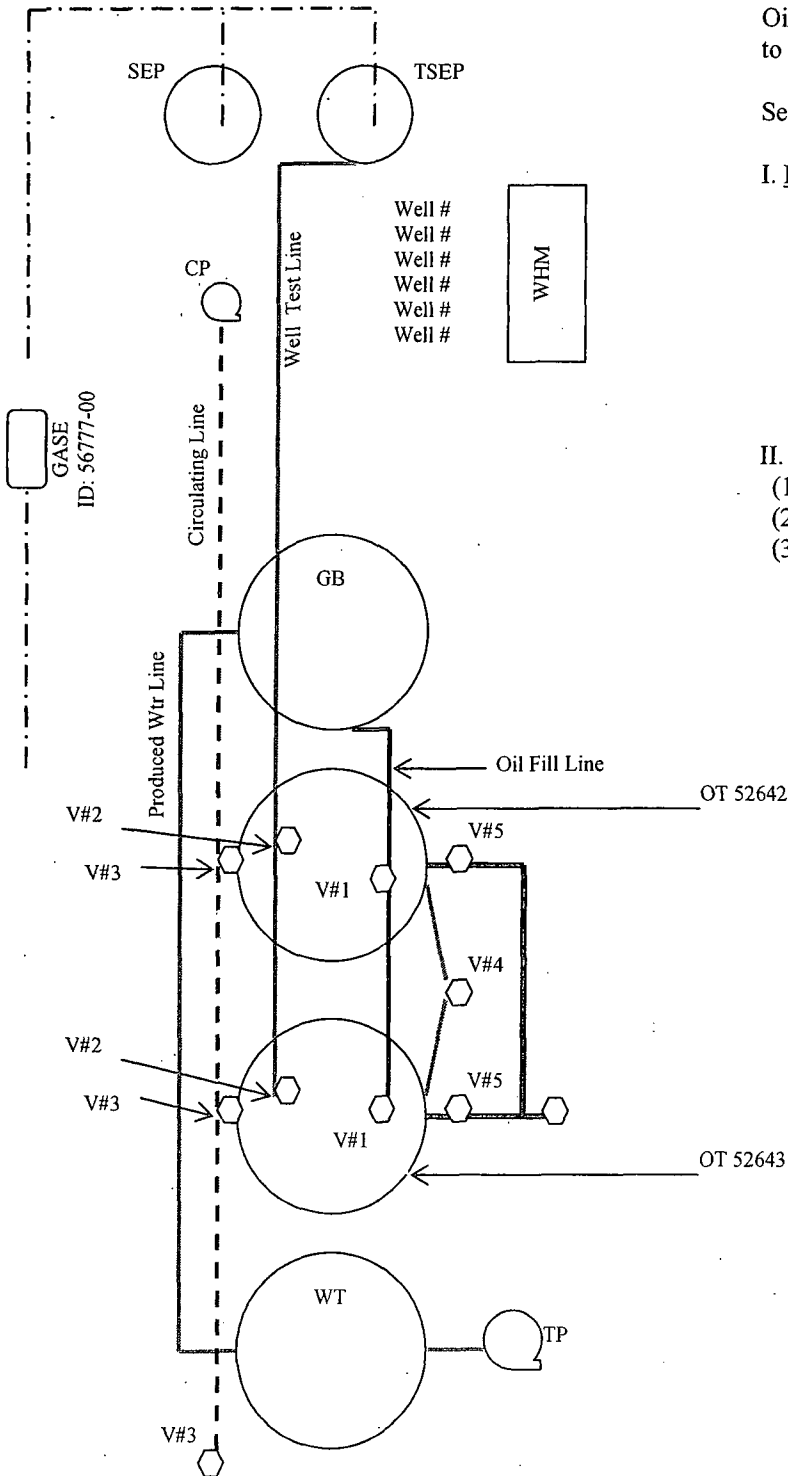 Oi
to
SEP
TSEP
Se
I.
Well #
Well #
Well #
Well #
Well #
Well #
WHM
CP
Well Test Line
Circulating Line
GASE
ID: 56777-00
II.
(1
(2
(3
GB
Produced Wtr Line
Oil Fill Line
OT 52642
V#2
V#5
V#3
V#1
V#4
V#2
V#5
V#3
V#1
OT 52643
WT
TP
V#3